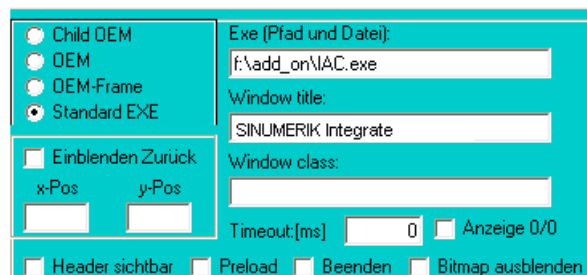 Child OEM
OEM
OEM-Frame
Standard EXE
Einblenden Zurück
x-Pos y-Pos
Exe (Pfad und Datei):
f:\add_on\IAC.exe
Window title:
SINUMERIK Integrate
Window class:
Timeout:[ms] 0 Anzeige 0/0
Header sichtbar Preload Beenden Bitmap ausblenden